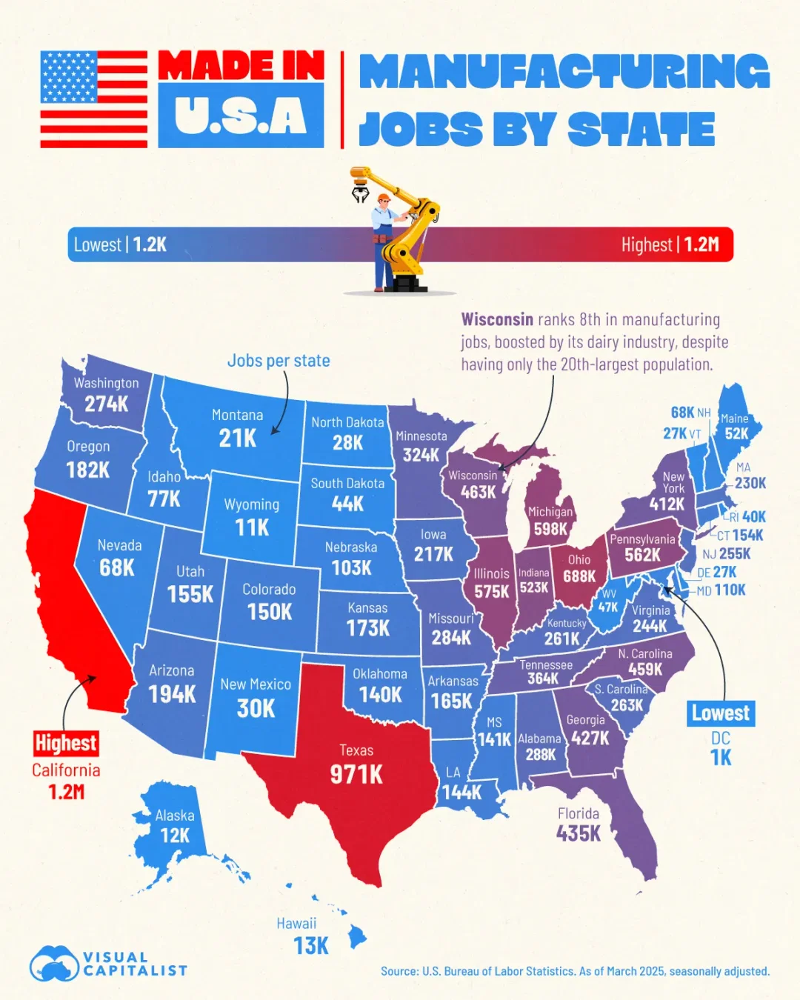 MADE IN
U.S.A
MANUFACTURING
JOBS BY STATE
Lowest | 1.2K
Highest | 1.2M
Wisconsin ranks 8th in manufacturing
jobs, boosted by its dairy industry, despite
having only the 20th-largest population.
Jobs per state
Washington
274K
Oregon
182K
Idaho
77K
Montana
21K
North Dakota
28K
South Dakota
44K
Wyoming
11K
Nebraska
103K
Nevada
68K
Utah
155K
Colorado
150K
Kansas
173K
Arizona
194K
New Mexico
30K
Oklahoma
140K
Texas
971K
Minnesota
324K
Iowa
217K
Missouri
284K
Arkansas
165K
LA
144K
Wisconsin
463K
Illinois
575K
Michigan
598K
Indiana
523K
Ohio
688K
Kentucky
261K
Tennessee
364K
MS
141K
Alabama
288K
Georgia
427K
Florida
435K
S. Carolina
263K
N. Carolina
459K
Virginia
244K
WV
47K
Pennsylvania
562K
New
York
412K
68K NH
27K VT
Maine
52K
MA
230K
RI 40K
CT 154K
NJ 255K
DE 27K
MD 110K
Lowest
DC
1K
Highest
California
1.2M
Alaska
12K
Hawaii
13K
VISUAL
CAPITALIST
Source: U.S. Bureau of Labor Statistics. As of March 2025, seasonally adjusted.